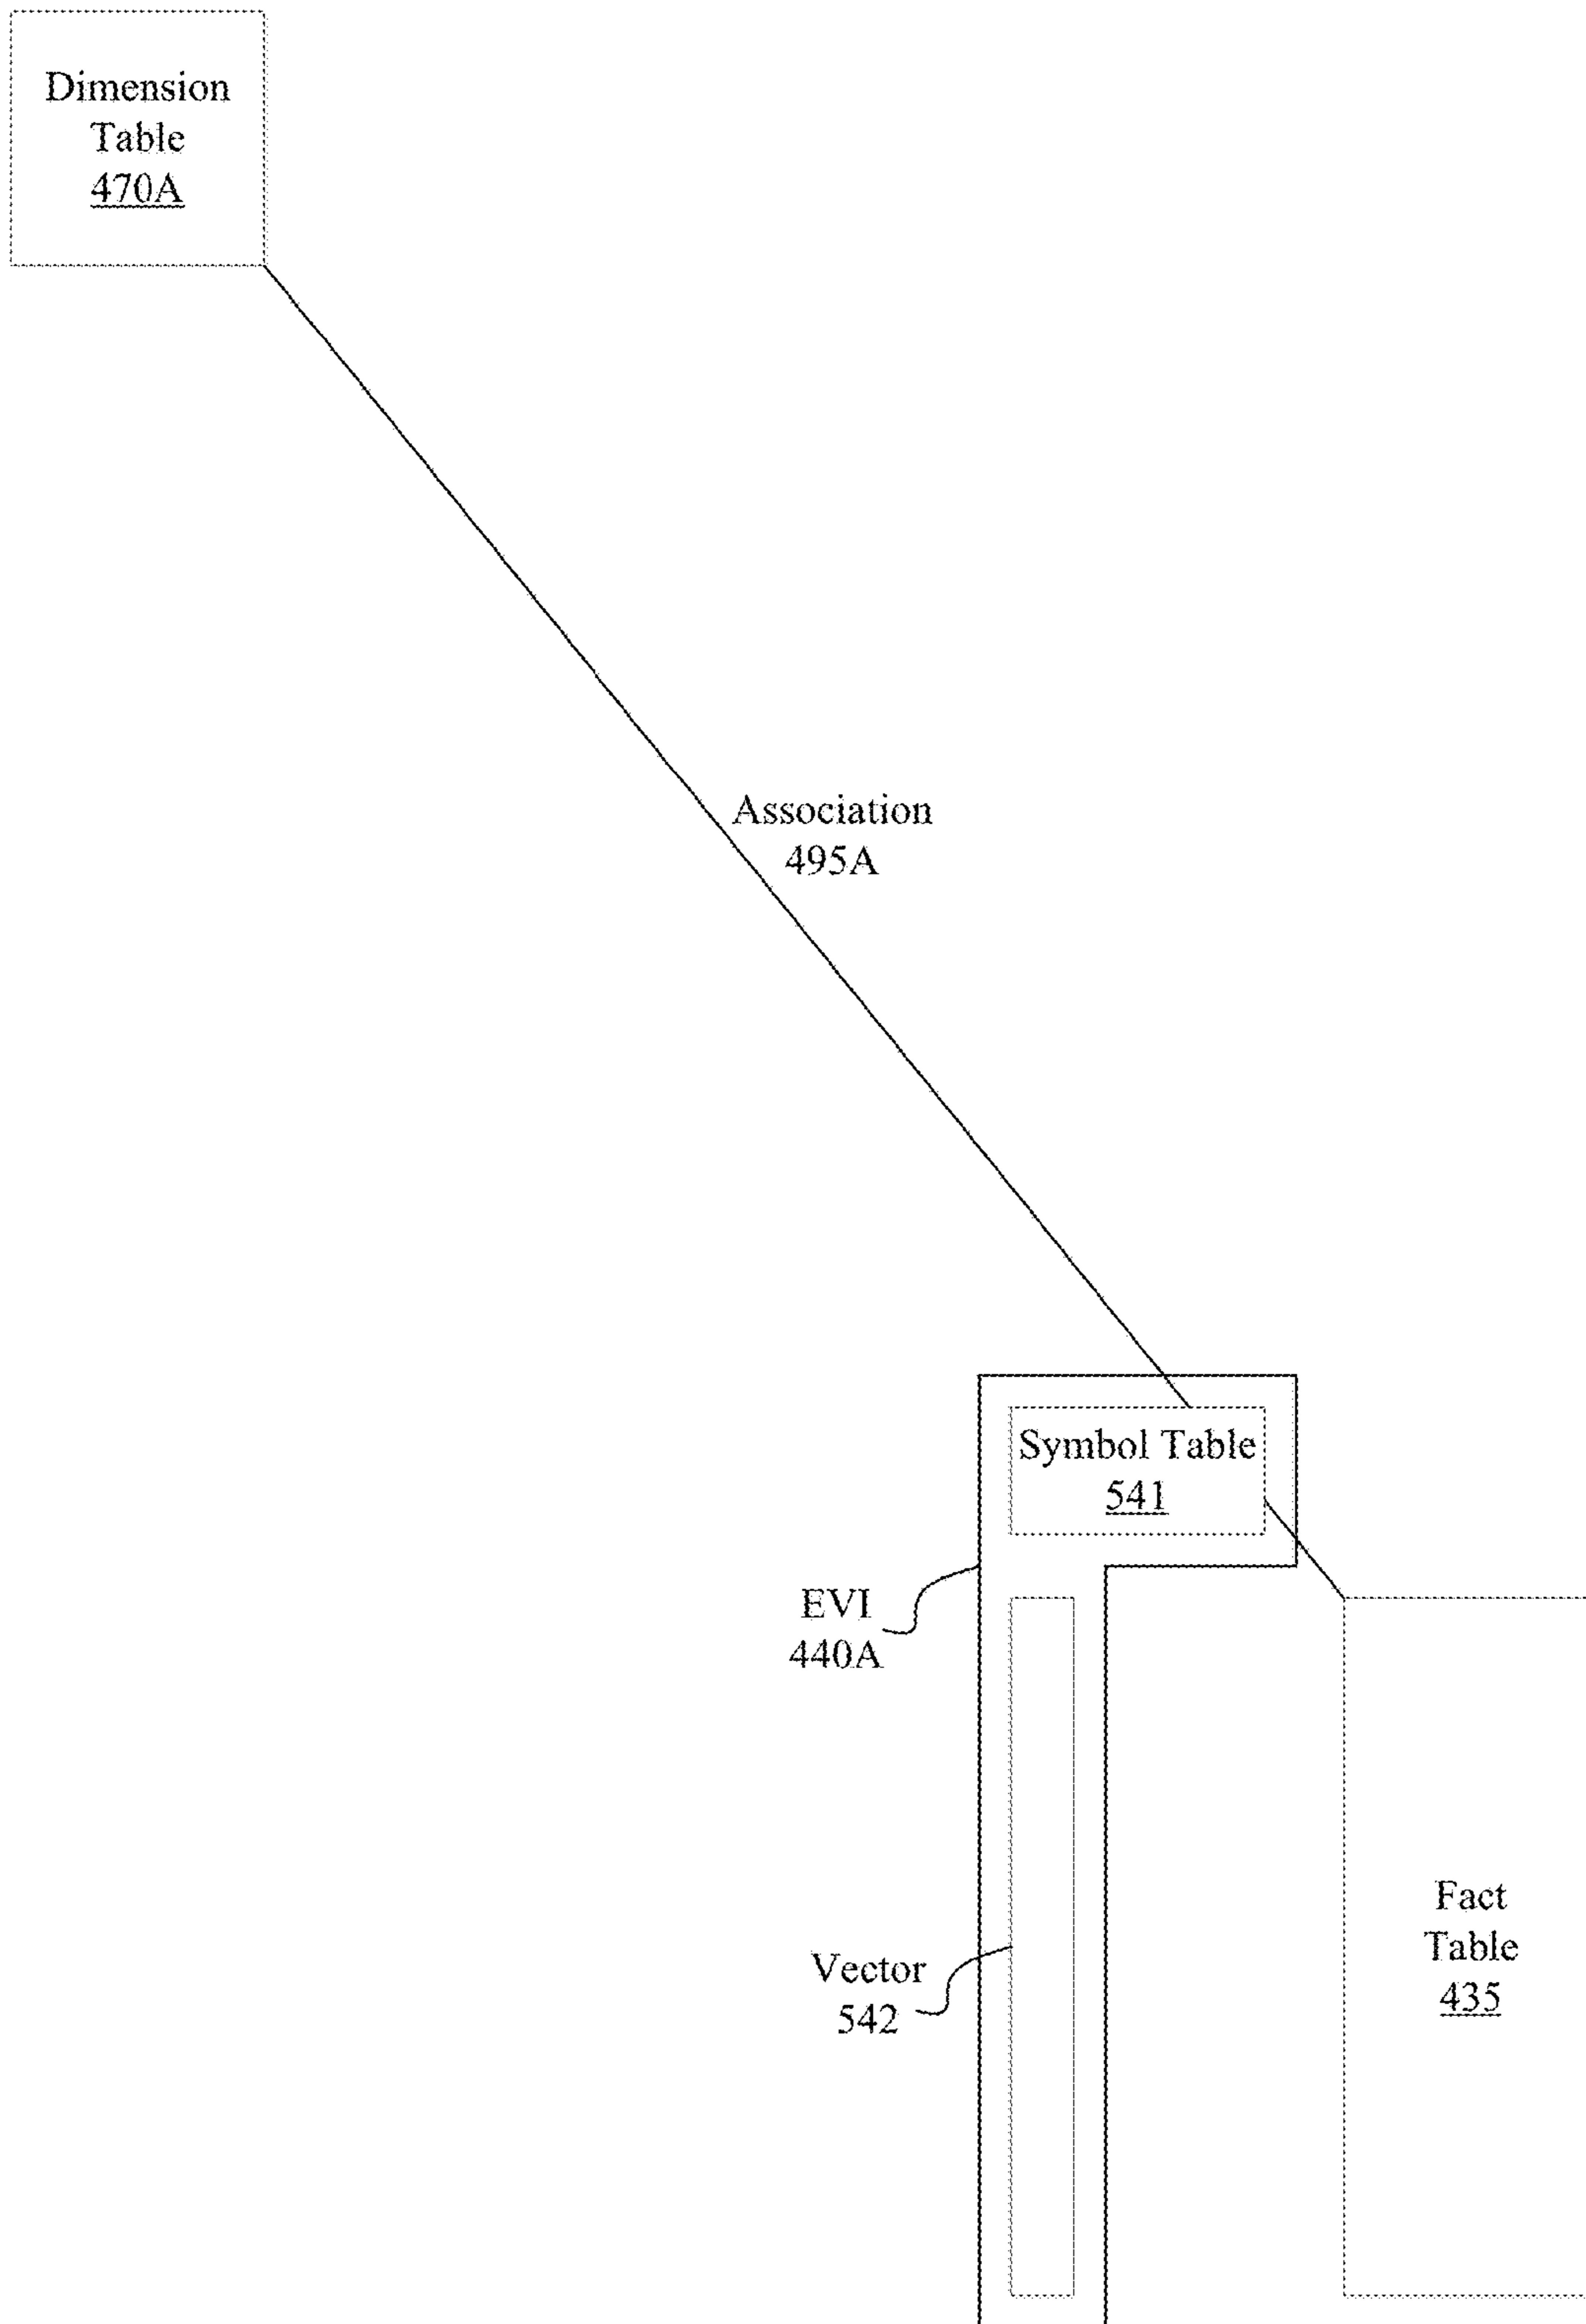 Dimension
Table
470A
Association
495A
Symbol Table
541
EVI
440A
Vector
542
Fact
Table
435